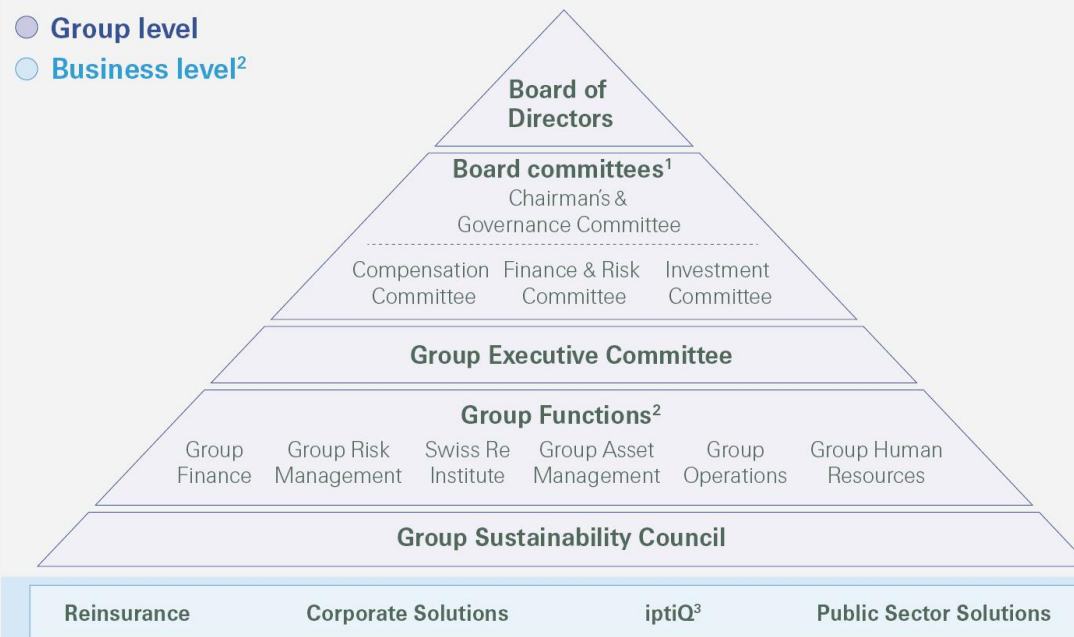 Group level
Business level²
Board of
Directors
Board committees¹
Chairman's &
Governance Committee
Compensation Committee
Finance & Risk Committee
Investment Committee
Group Executive Committee
Group Functions²
Group Finance
Group Risk Management
Swiss Re Institute
Group Asset Management
Group Operations
Group Human Resources
Group Sustainability Council
Reinsurance
Corporate Solutions
iptiQ³
Public Sector Solutions